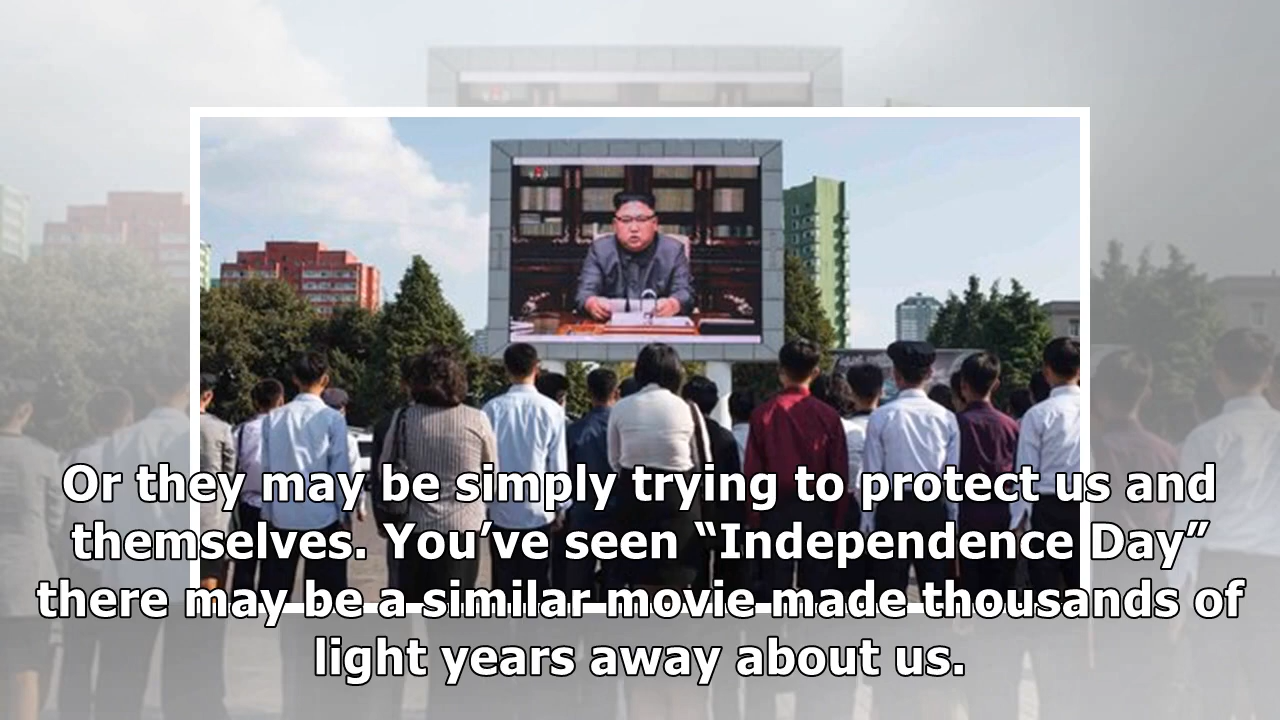 Or they may be simply trying to protect us and
themselves. You’ve seen “Independence Day”
there may be a similar movie made thousands of
light years away about us.